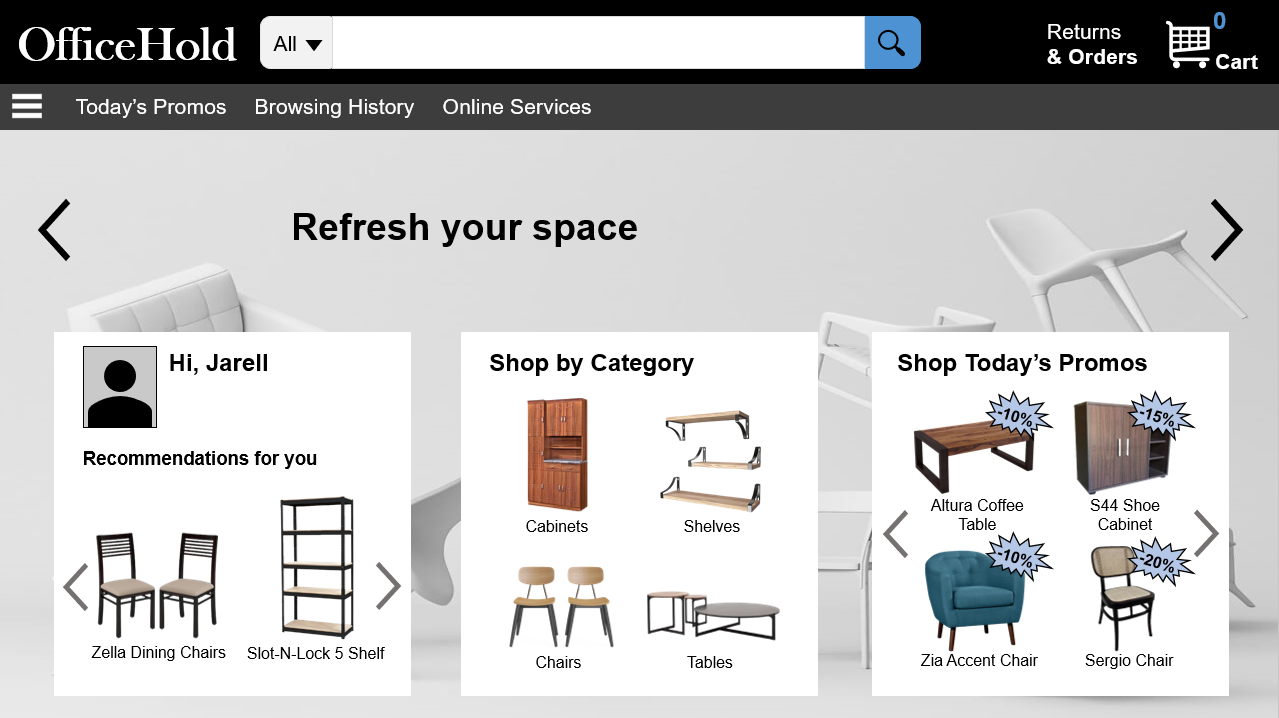 OfficeHold
All
Returns
& Orders
0
Cart
Today’s Promos
Browsing History
Online Services
Refresh your space
Hi, Jarell
Recommendations for you
Zella Dining Chairs
Slot-N-Lock 5 Shelf
Shop by Category
Cabinets
Shelves
Chairs
Tables
Shop Today’s Promos
-10%
-15%
Altura Coffee
Table
S44 Shoe
Cabinet
-10%
-20%
Zia Accent Chair
Sergio Chair